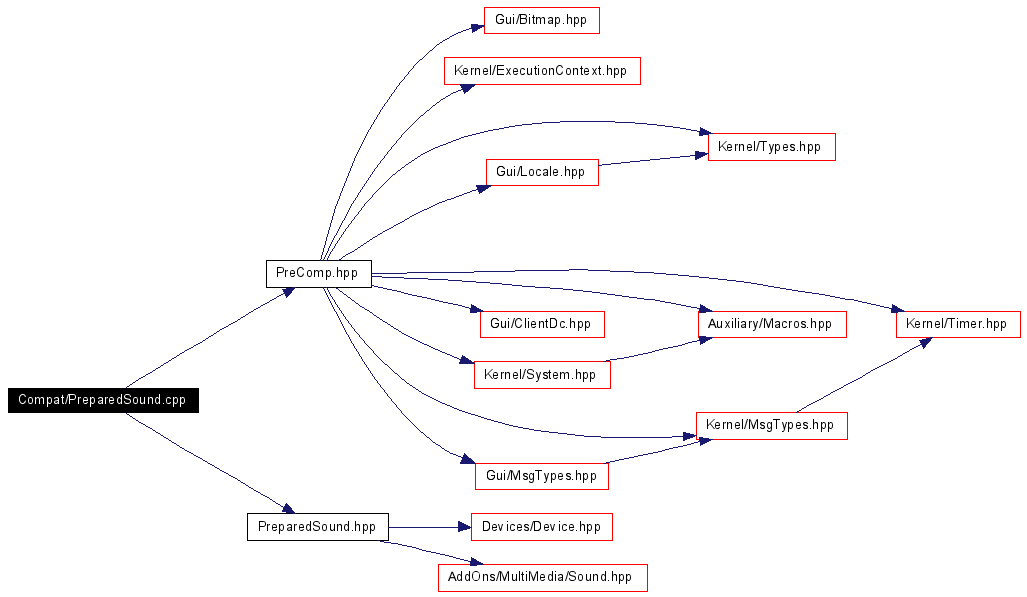 Gui/Bitmap.hpp
Kernel/ExecutionContext.hpp
Kernel/Types.hpp
Gui/Locale.hpp
PreComp.hpp
Gui/ClientDc.hpp
Auxiliary/Macros.hpp
Kernel/Timer.hpp
Kernel/System.hpp
Compat/PreparedSound.cpp
Kernel/MsgTypes.hpp
Gui/MsgTypes.hpp
PreparedSound.hpp
Devices/Device.hpp
AddOns/MultiMedia/Sound.hpp